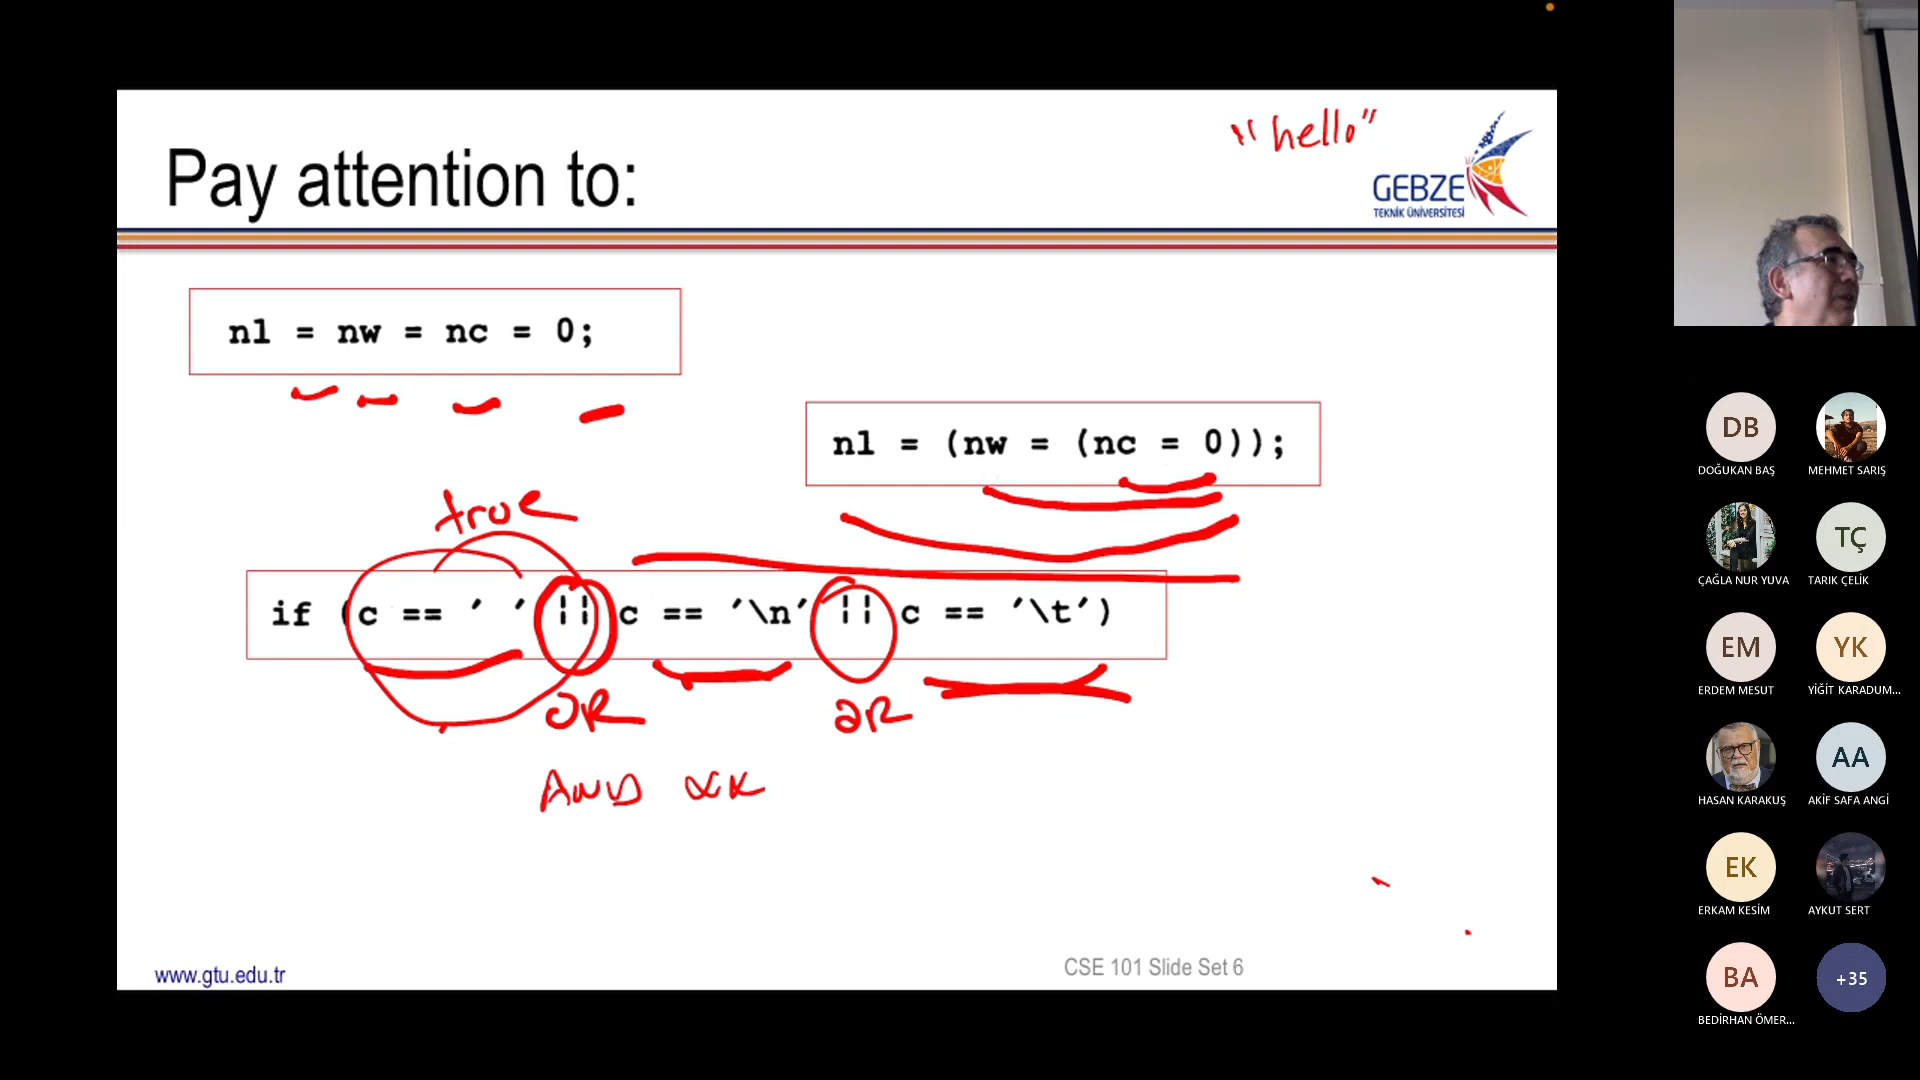 "hello"
Pay attention to:
GEBZE
TEKNİK ÜNİVERSİTESİ
nl = nw = nc = 0;
nl = (nw = (nc = 0));
true
if (c == ' ' || c == '\n' || c == '\t')
OR OR
AND
www.gtu.edu.tr
CSE 101 Slide Set 6
DB
DOĞUKAN BAŞ
MEHMET SARIŞ
TÇ
ÇAĞLA NUR YUVA
TARIK ÇELİK
EM
YK
ERDEM MESUT
YİĞİT KARADUM...
AA
HASAN KARAKUŞ
AKİF SAFA ANGİ
EK
ERKAM KESİM
AYKUT SERT
BA
+35
BEDİRHAN ÖMER...